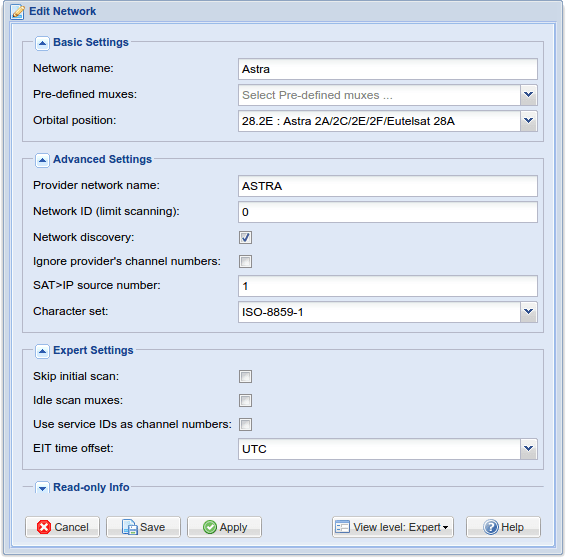 Edit Network
Basic Settings
Network name: Astra
Pre-defined muxes: Select Pre-defined muxes ...
Orbital position: 28.2E : Astra 2A/2C/2E/2F/Eutelsat 28A
Advanced Settings
Provider network name: ASTRA
Network ID (limit scanning): 0
Network discovery:
Ignore provider's channel numbers:
SAT>IP source number: 1
Character set: ISO-8859-1
Expert Settings
Skip initial scan:
Idle scan muxes:
Use service IDs as channel numbers:
EIT time offset: UTC
Read-only Info
Cancel Save Apply View level: Expert Help